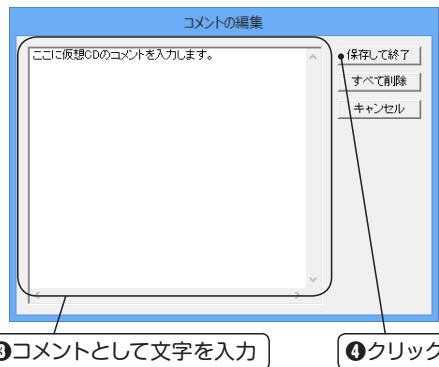 コメントの編集
ここに仮想CDのコメントを入力します。
保存して終了
すべて削除
キャンセル
❸コメントとして文字を入力
❹クリック